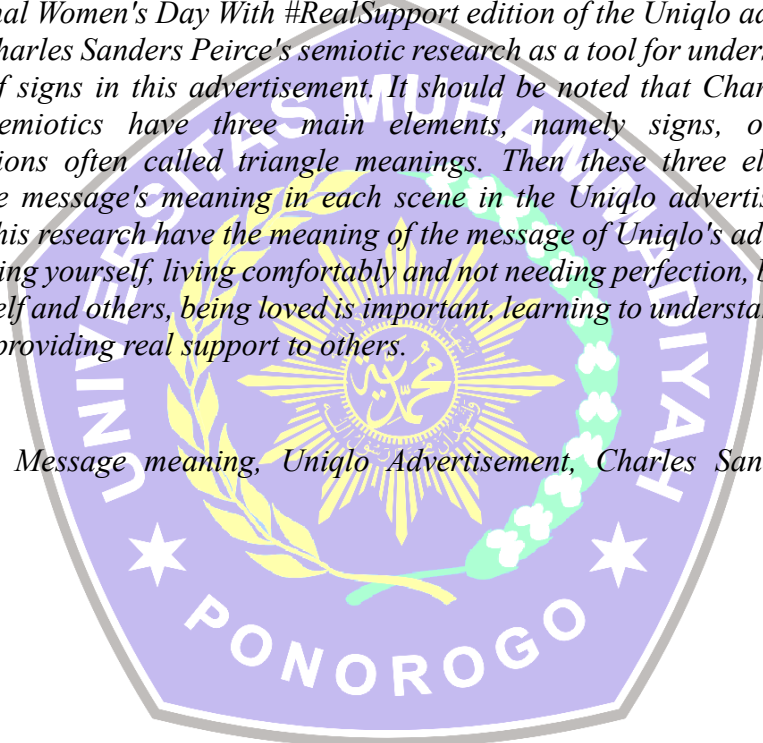 nal Women's Day With #RealSupport edition of the Uniqlo ad
harles Sanders Peirce's semiotic research as a tool for unders
f signs in this advertisement. It should be noted that Char
emiotics have three main elements, namely signs, o
ions often called triangle meanings. Then these three el
e message's meaning in each scene in the Uniqlo advertis
his research have the meaning of the message of Uniqlo's ad
ing yourself, living comfortably and not needing perfection, b
elf and others, being loved is important, learning to understa
providing real support to others.
Message meaning, Uniqlo Advertisement, Charles San
UNIVERSITAS MUHAMMADIYAH
محمدية
PONOROGO